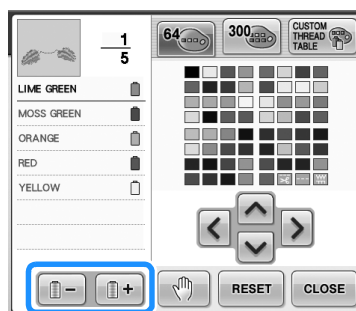 1
5
64
300
CUSTOM
THREAD
TABLE
LIME GREEN
MOSS GREEN
ORANGE
RED
YELLOW
-
+
RESET
CLOSE